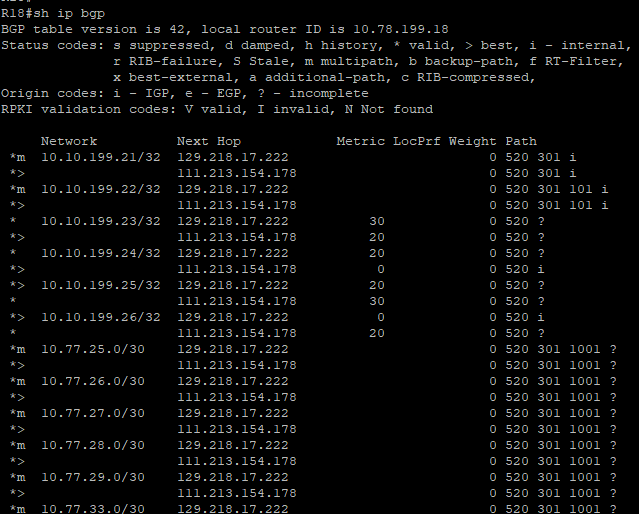 R18#sh ip bgp
BGP table version is 42, local router ID is 10.78.199.18
Status codes: s suppressed, d damped, h history, * valid, > best, i - internal,
              r RIB-failure, S Stale, m multipath, b backup-path, f RT-Filter,
              x best-external, a additional-path, c RIB-compressed,
Origin codes: i - IGP, e - EGP, ? - incomplete
RPKI validation codes: V valid, I invalid, N Not found

     Network          Next Hop            Metric LocPrf Weight Path
 *m  10.10.199.21/32  129.218.17.222                         0 520 301 i
 *>                   111.213.154.178                        0 520 301 i
 *m  10.10.199.22/32  129.218.17.222                         0 520 301 101 i
 *>                   111.213.154.178                        0 520 301 101 i
 *   10.10.199.23/32  129.218.17.222          30             0 520 ?
 *>                   111.213.154.178         20             0 520 ?
 *   10.10.199.24/32  129.218.17.222          20             0 520 ?
 *>                   111.213.154.178          0             0 520 i
 *>  10.10.199.25/32  129.218.17.222          20             0 520 ?
 *                    111.213.154.178         30             0 520 ?
 *>  10.10.199.26/32  129.218.17.222           0             0 520 i
 *                    111.213.154.178         20             0 520 ?
 *m  10.77.25.0/30    129.218.17.222                         0 520 301 1001 ?
 *>                   111.213.154.178                        0 520 301 1001 ?
 *m  10.77.26.0/30    129.218.17.222                         0 520 301 1001 ?
 *>                   111.213.154.178                        0 520 301 1001 ?
 *m  10.77.27.0/30    129.218.17.222                         0 520 301 1001 ?
 *>                   111.213.154.178                        0 520 301 1001 ?
 *m  10.77.28.0/30    129.218.17.222                         0 520 301 1001 ?
 *>                   111.213.154.178                        0 520 301 1001 ?
 *m  10.77.29.0/30    129.218.17.222                         0 520 301 1001 ?
 *>                   111.213.154.178                        0 520 301 1001 ?
 *m  10.77.33.0/30    129.218.17.222                         0 520 301 1001 ?